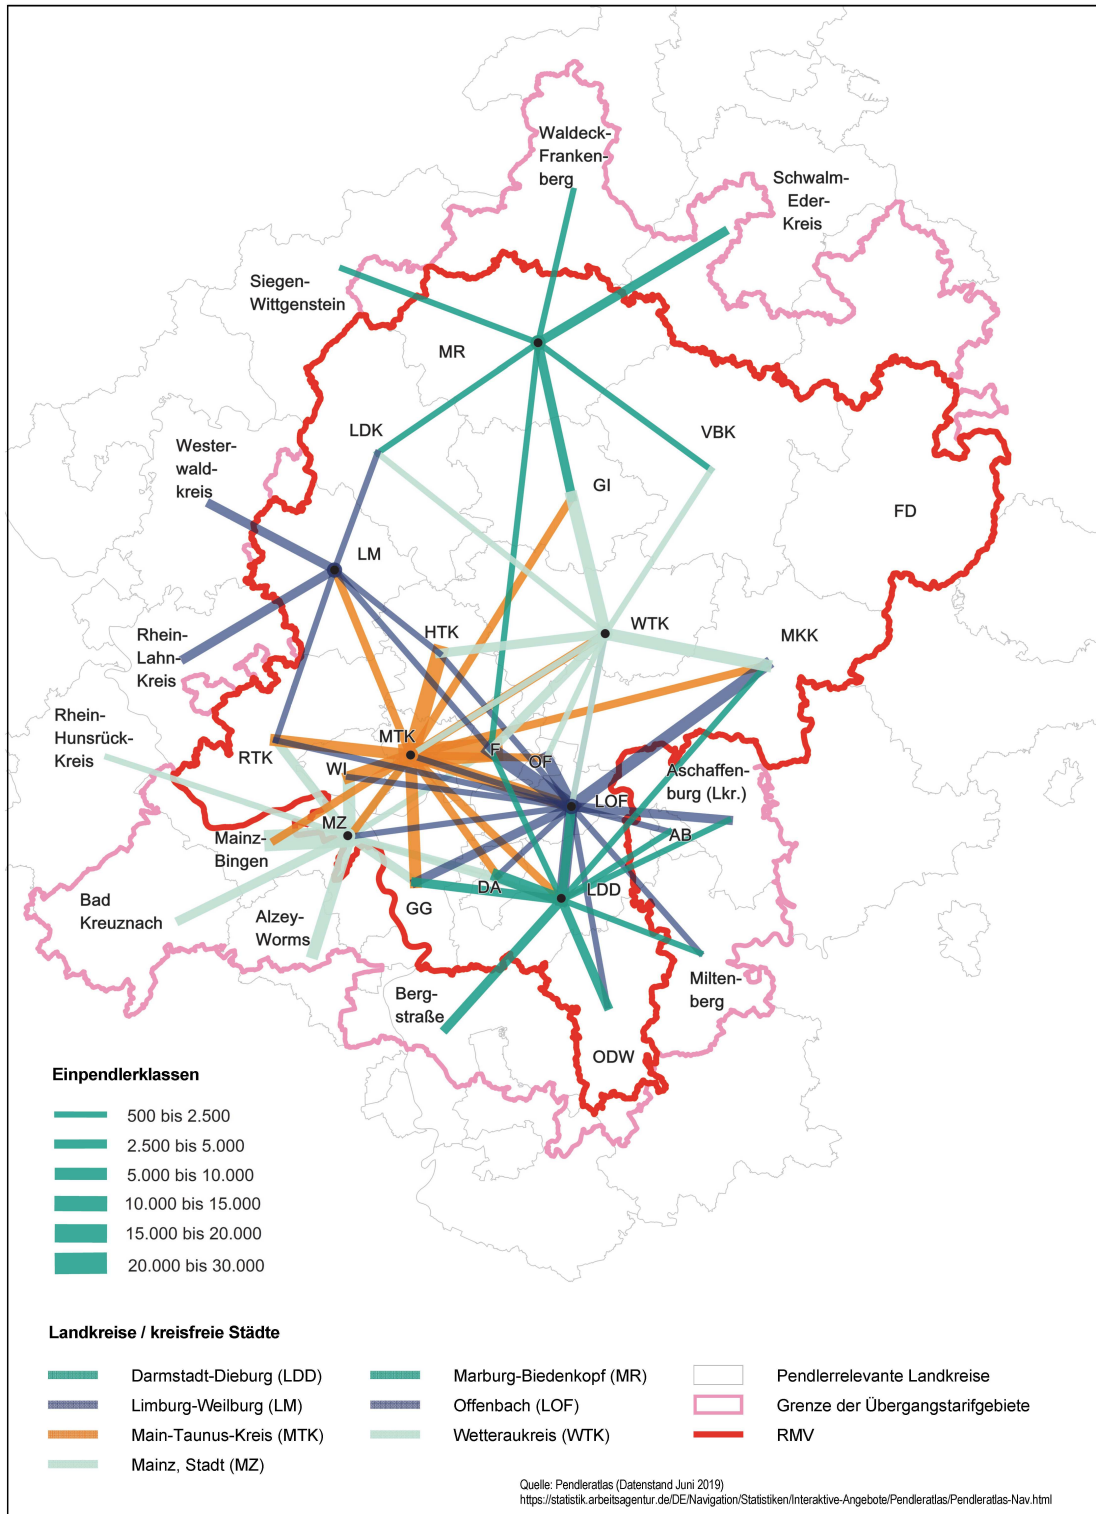 Waldeck-
Franken-
berg
Schwalm-
Eder-
Kreis
Siegen-
Wittgenstein
MR
LDK
VBK
Wester-
wald-
kreis
GI
FD
LM
HTK
WTK
MKK
Rhein-
Lahn-
Kreis
Rhein-
Hunsrück-
Kreis
MTK
RTK
WI
F
OF
Aschaffen-
burg (Lkr.)
LOF
MZ
AB
Mainz-
Bingen
DA
LDD
Bad
Kreuznach
GG
Alzey-
Worms
Berg-
straße
Milten-
berg
ODW
Einpendlerklassen
500 bis 2.500
2.500 bis 5.000
5.000 bis 10.000
10.000 bis 15.000
15.000 bis 20.000
20.000 bis 30.000
Landkreise / kreisfreie Städte
Darmstadt-Dieburg (LDD)
Limburg-Weilburg (LM)
Main-Taunus-Kreis (MTK)
Mainz, Stadt (MZ)
Marburg-Biedenkopf (MR)
Offenbach (LOF)
Wetteraukreis (WTK)
Pendlerrelevante Landkreise
Grenze der Übergangstarifgebiete
RMV
Quelle: Pendleratlas (Datenstand Juni 2019)
https://statistik.arbeitsagentur.de/DE/Navigation/Statistiken/Interaktive-Angebote/Pendleratlas/Pendleratlas-Nav.html